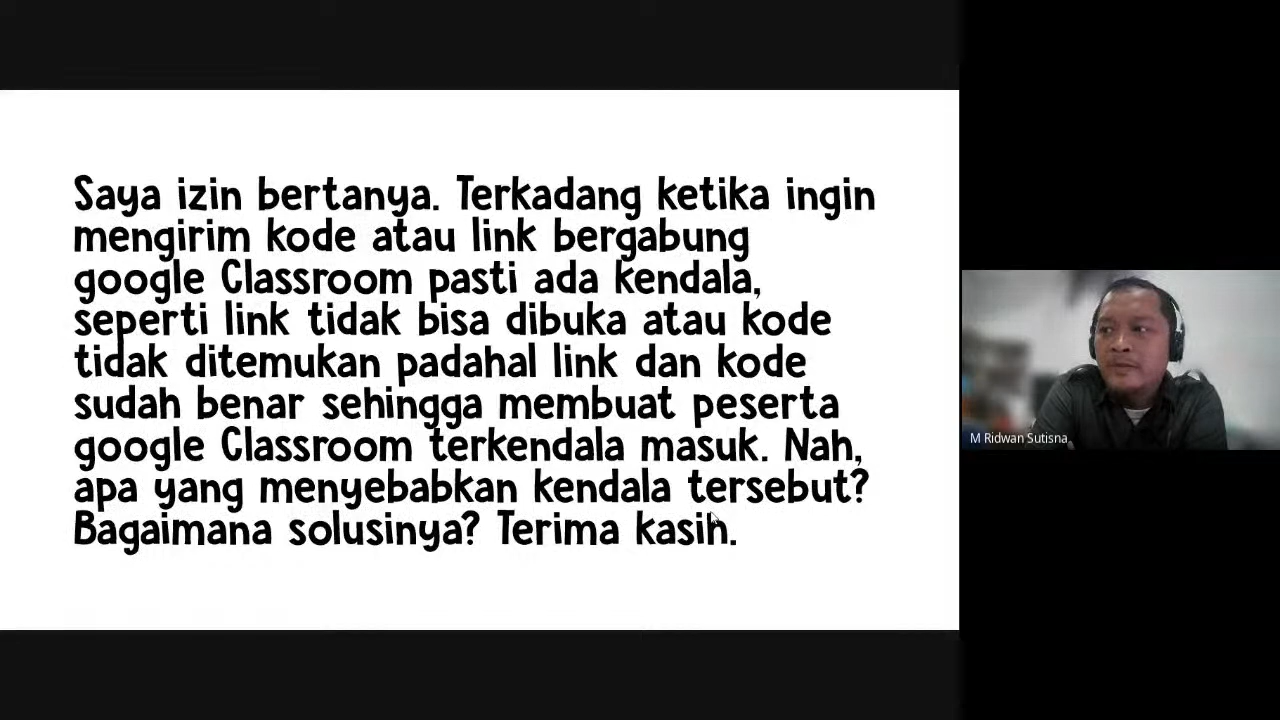 Saya izin bertanya. Terkadang ketika ingin
mengirim kode atau link bergabung
google Classroom pasti ada kendala,
seperti link tidak bisa dibuka atau kode
tidak ditemukan padahal link dan kode
sudah benar sehingga membuat peserta
google Classroom terkendala masuk. Nah,
apa yang menyebabkan kendala tersebut?
Bagaimana solusinya? Terima kasih.
M Ridwan Sutisna